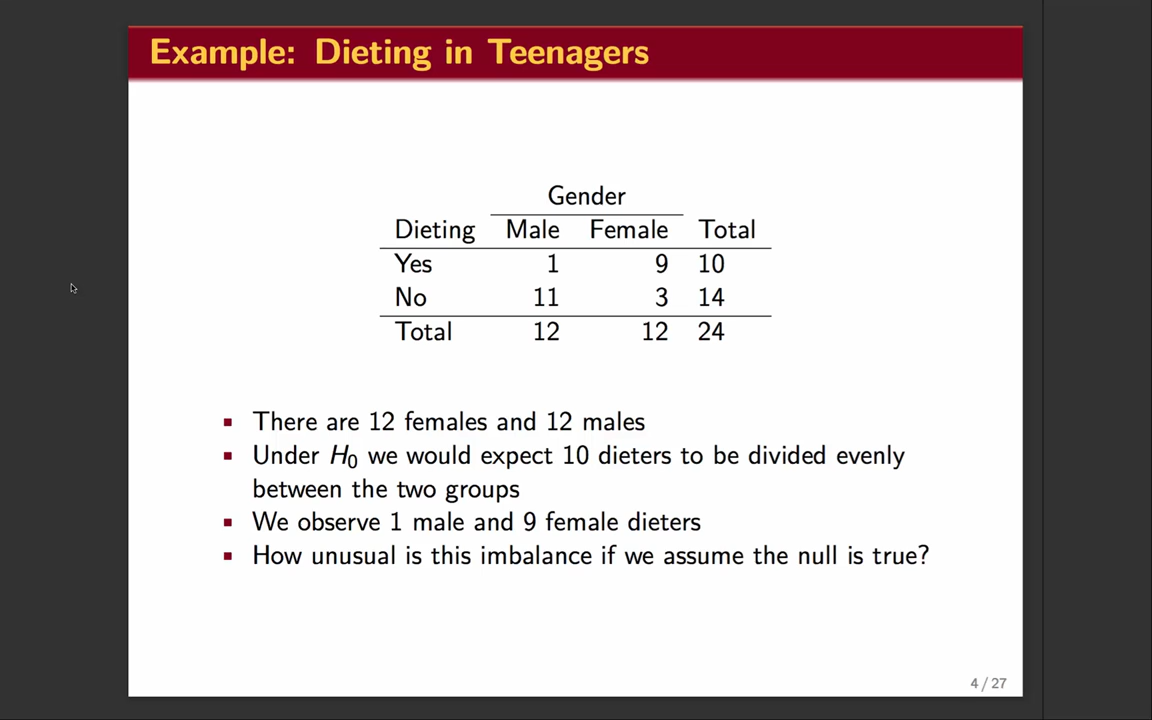 Example: Dieting in Teenagers
Gender
Dieting Male Female Total
Yes 1 9 10
No 11 3 14
Total 12 12 24
There are 12 females and 12 males
Under H0 we would expect 10 dieters to be divided evenly
between the two groups
We observe 1 male and 9 female dieters
How unusual is this imbalance if we assume the null is true?
4 / 27